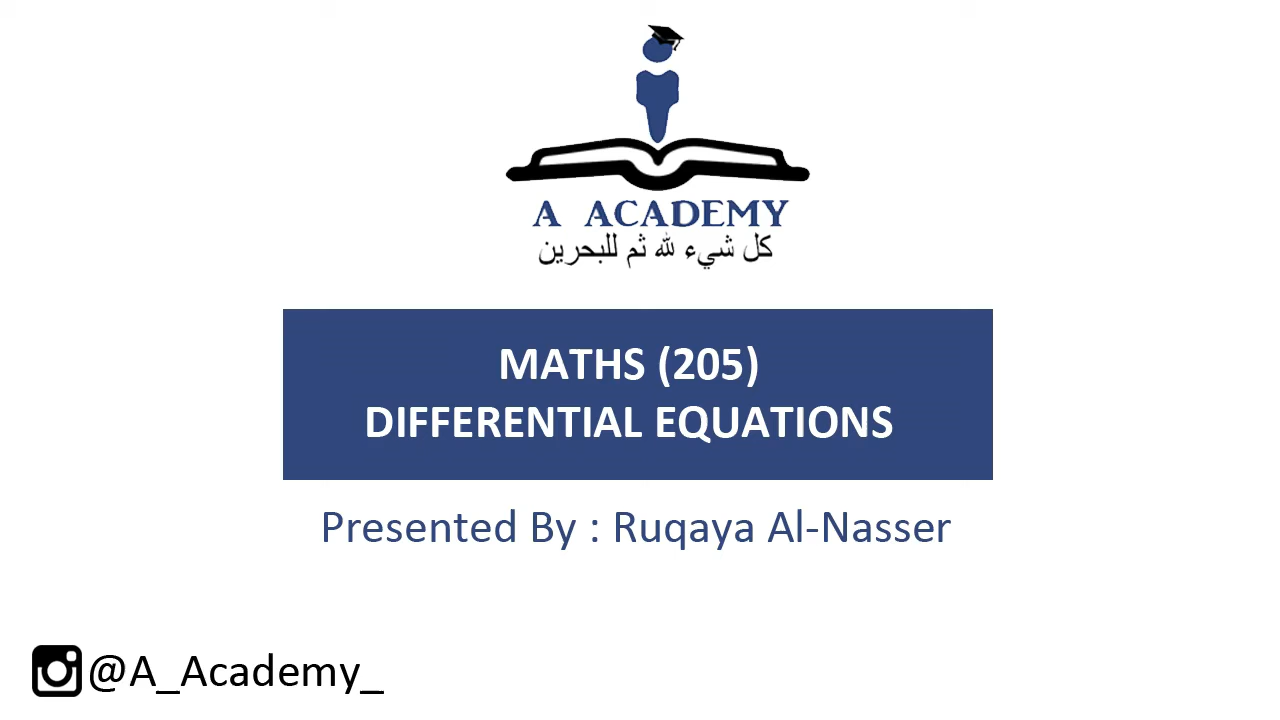 A ACADEMY
كل شيء لله ثم للبحرين
MATHS (205)
DIFFERENTIAL EQUATIONS
Presented By : Ruqaya Al-Nasser
@A_Academy_